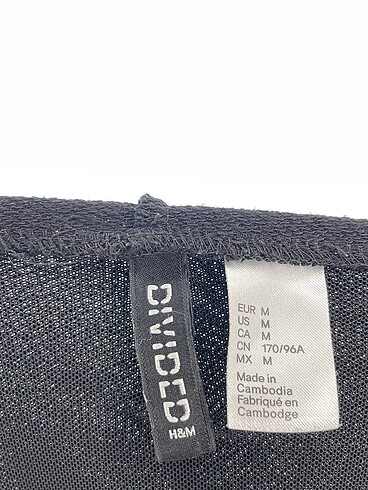 DIVIDED
H&M
EUR M
US M
CA M
CN 170/96A
MX M
Made in
Cambodia
Fabriqué en
Cambodge